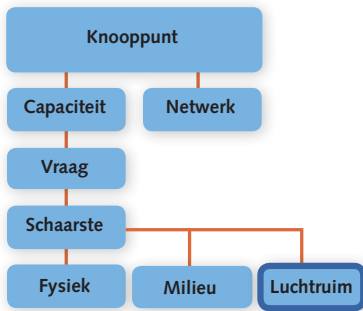 Knooppunt
Capaciteit
Netwerk
Vraag
Schaarste
Fysiek
Milieu
Luchtruim